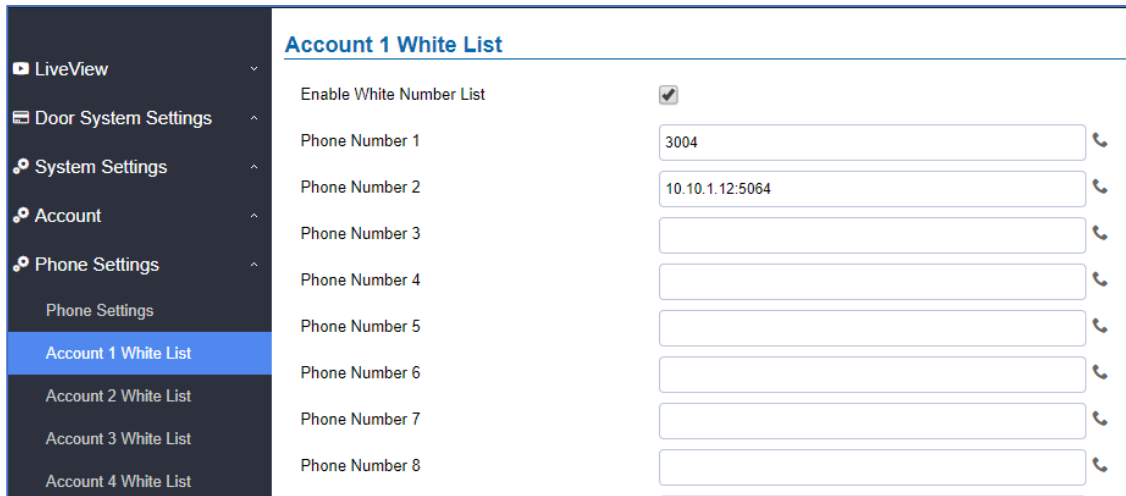 LiveView
Door System Settings
System Settings
Account
Phone Settings
Phone Settings
Account 1 White List
Account 2 White List
Account 3 White List
Account 4 White List
Account 1 White List
Enable White Number List
Phone Number 1 3004
Phone Number 2 10.10.1.12:5064
Phone Number 3
Phone Number 4
Phone Number 5
Phone Number 6
Phone Number 7
Phone Number 8